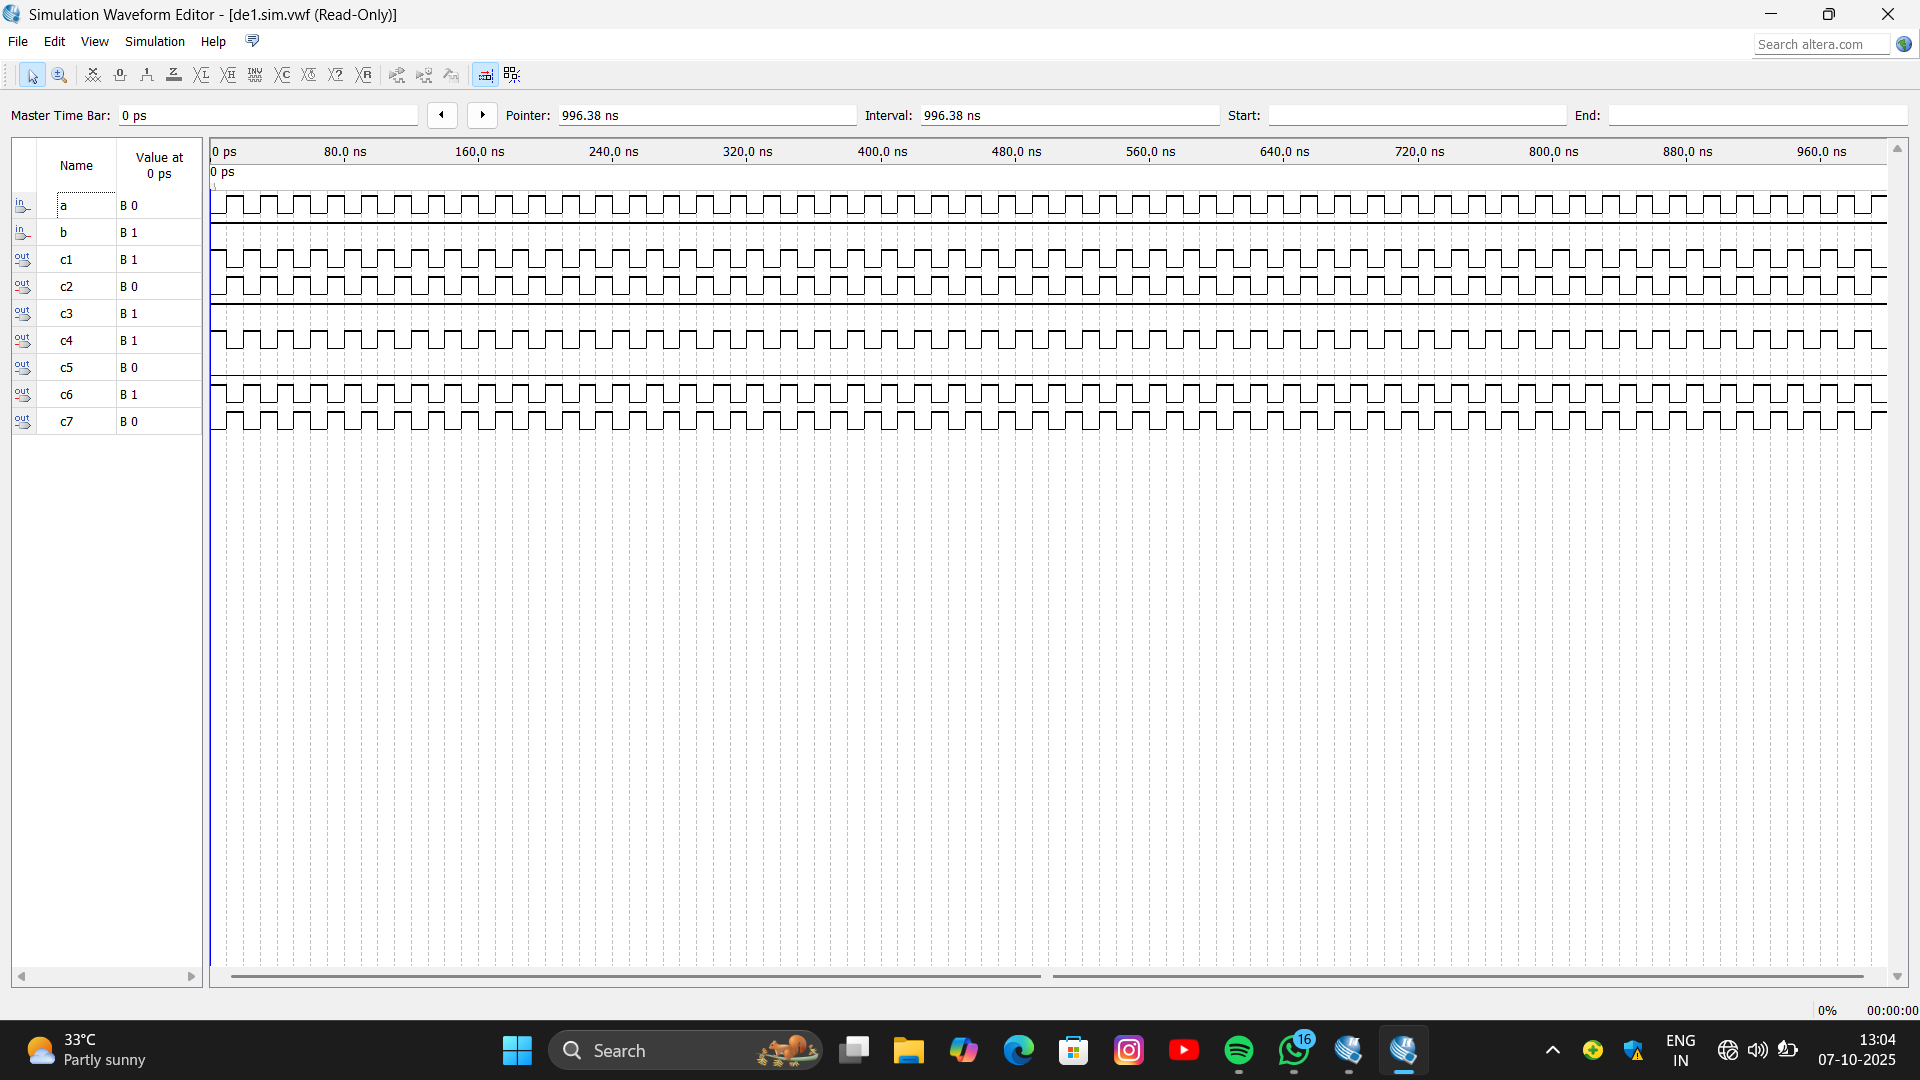 Simulation Waveform Editor - [de1.sim.vwf (Read-Only)]
File Edit View Simulation Help
Search altera.com
Master Time Bar: 0 ps Pointer: 996.38 ns Interval: 996.38 ns Start: End:
Name Value at 0 ps
0 ps 80.0 ns 160.0 ns 240.0 ns 320.0 ns 400.0 ns 480.0 ns 560.0 ns 640.0 ns 720.0 ns 800.0 ns 880.0 ns 960.0 ns
0 ps
in a B 0
in b B 1
out c1 B 1
out c2 B 0
out c3 B 1
out c4 B 1
out c5 B 0
out c6 B 1
out c7 B 0
0% 00:00:00
33°C
Partly sunny
Search
16
ENG
IN
13:04
07-10-2025